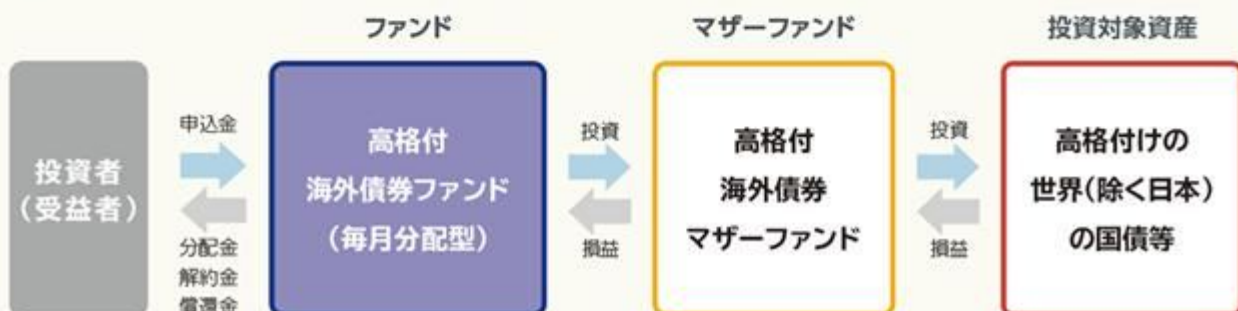 ファンド
マザーファンド
投資対象資産
投資者
（受益者）
申込金
分配金
解約金
償還金
高格付
海外債券ファンド
（毎月分配型）
投資
損益
高格付
海外債券
マザーファンド
投資
損益
高格付けの
世界（除く日本）
の国債等